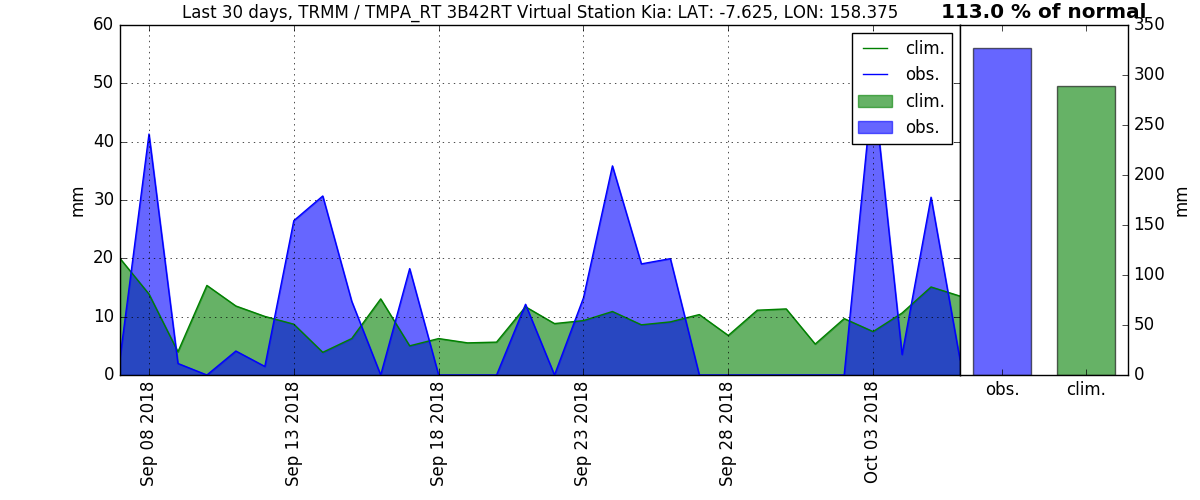 Last 30 days, TRMM / TMPA_RT 3B42RT Virtual Station Kia: LAT: -7.625, LON: 158.375
113.0 % of normal
60
50
40
30
20
10
0
mm
clim.
obs.
clim.
obs.
Sep 08 2018
Sep 13 2018
Sep 18 2018
Sep 23 2018
Sep 28 2018
Oct 03 2018
350
300
250
200
150
100
50
0
mm
obs.
clim.